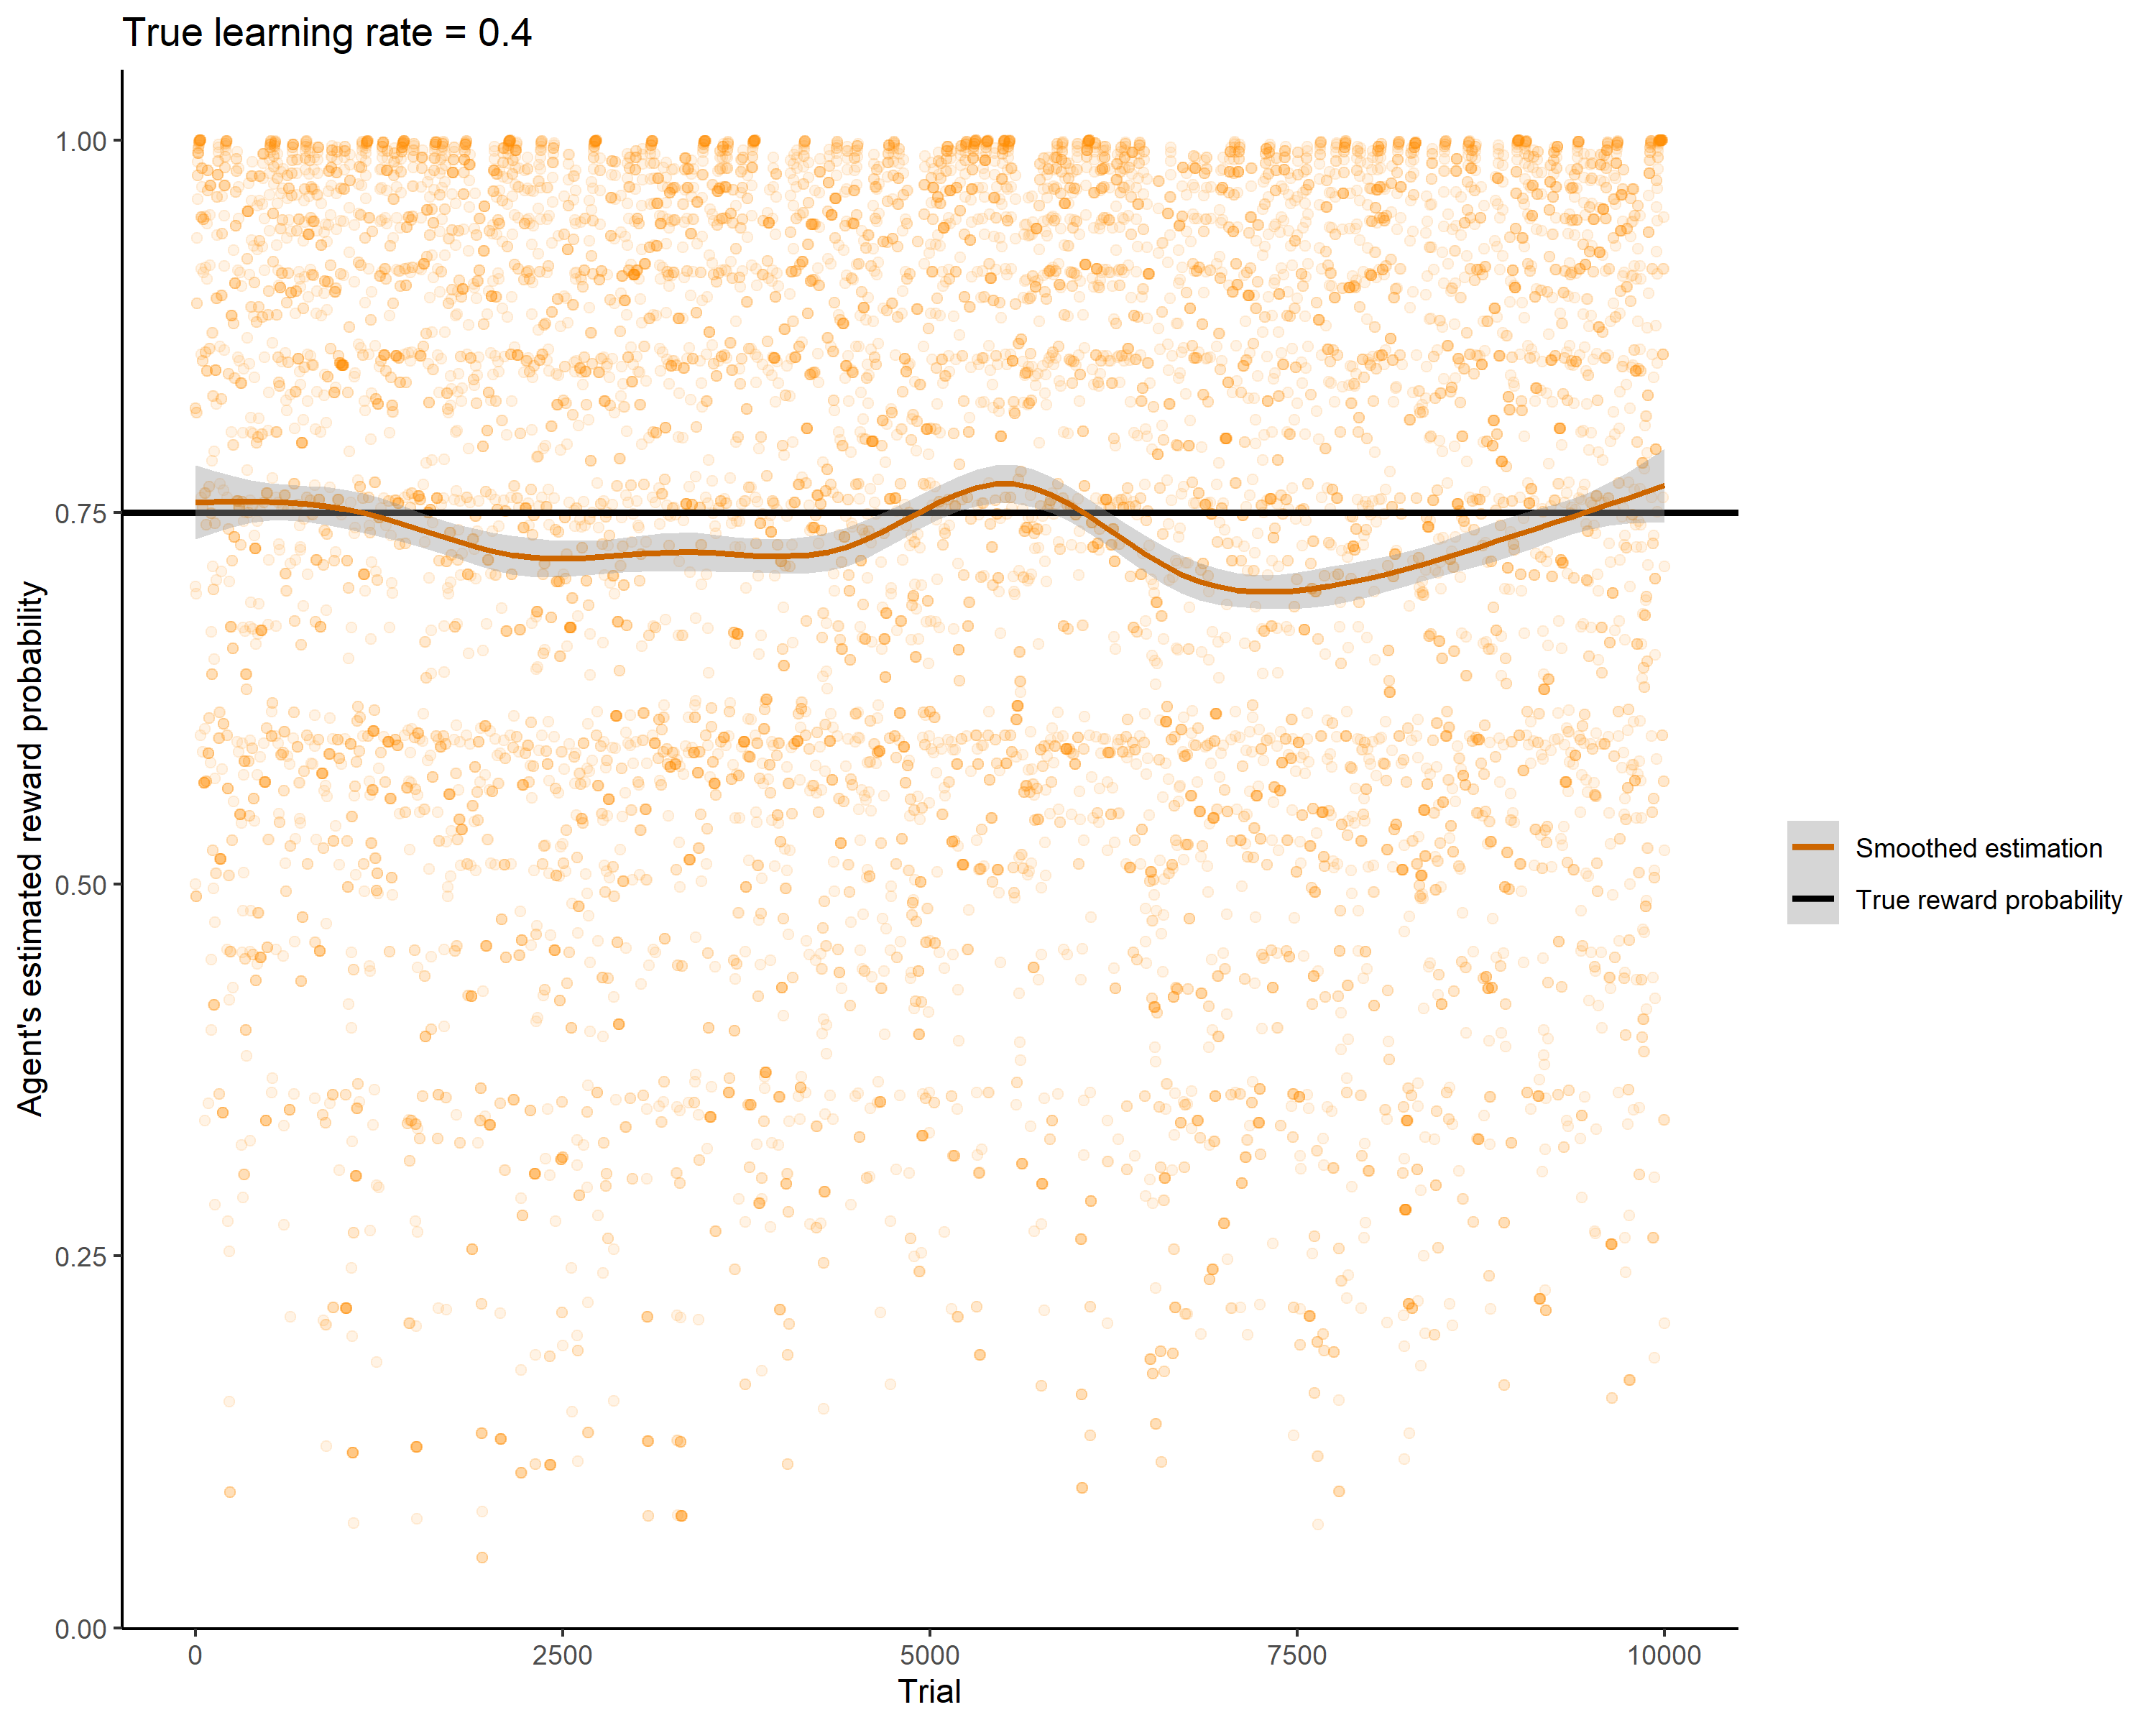 True learning rate = 0.4
Agent's estimated reward probability
1.00
0.75
0.50
0.25
0.00
0 2500 5000 7500 10000
Trial
Smoothed estimation
True reward probability